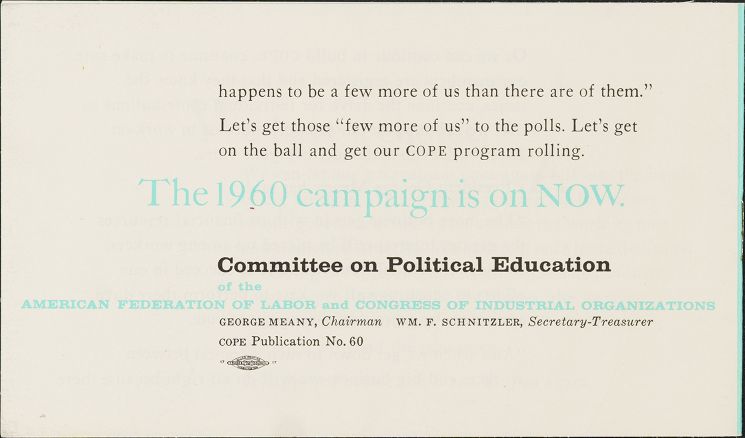 happens to be a few more of us than there are of them."
Let's get those "few more of us" to the polls. Let's get
on the ball and get our COPE program rolling.
The 1960 campaign is on NOW.
Committee on Political Education
of the
AMERICAN FEDERATION OF LABOR and CONGRESS OF INDUSTRIAL ORGANIZATIONS
GEORGE MEANY, Chairman WM. F. SCHNITZLER, Secretary-Treasurer
COPE Publication No. 60